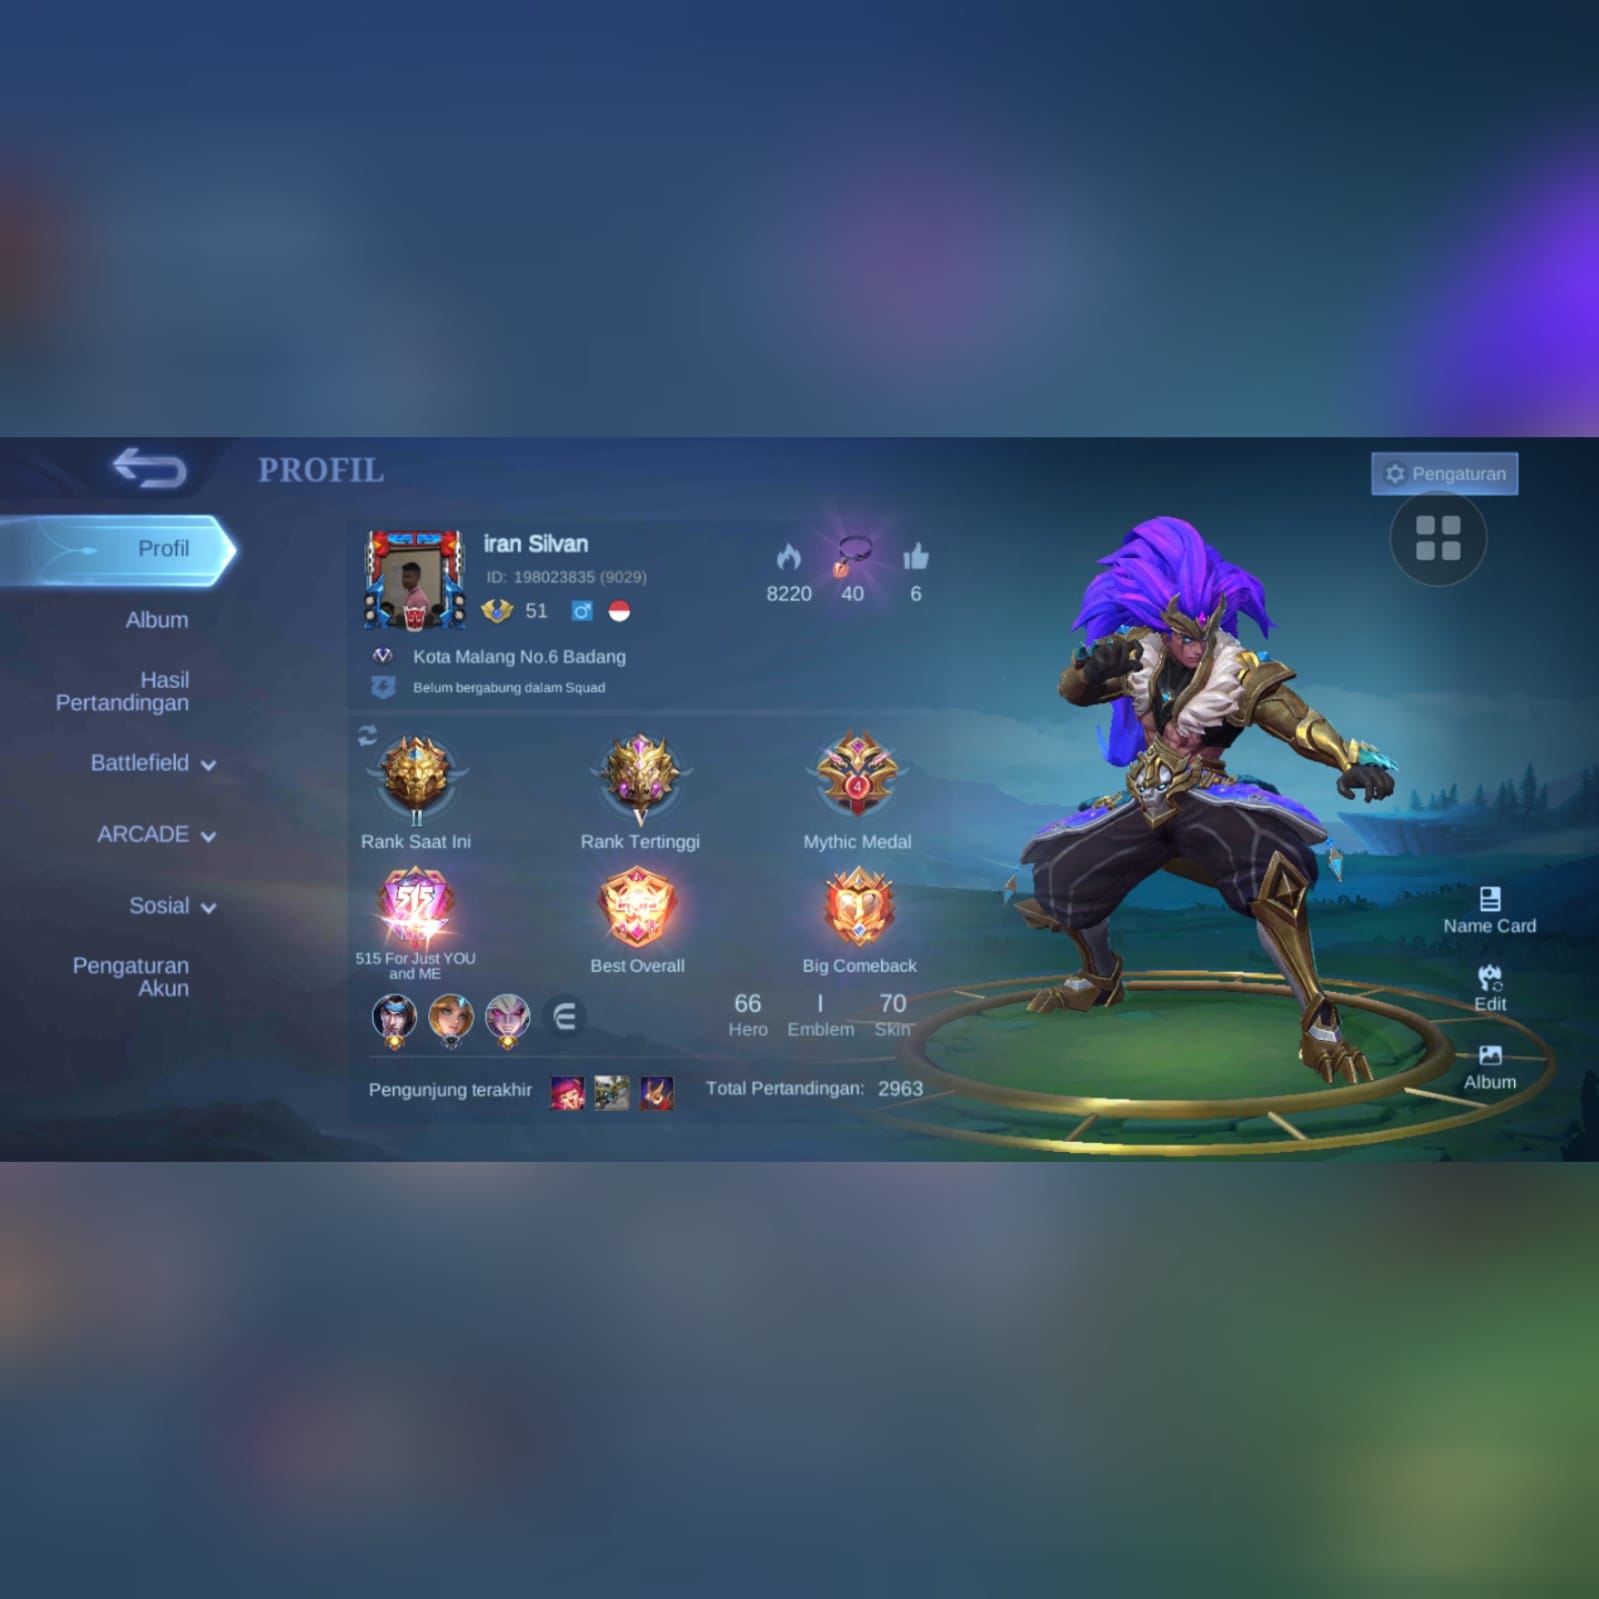 PROFIL
Pengaturan
Profil
Album
Hasil
Pertandingan
Battlefield
ARCADE
Sosial
Pengaturan
Akun
iran Silvan
ID: 198023835 (9029)
51
8220
40
6
Kota Malang No.6 Badang
Belum bergabung dalam Squad
II
V
4
Rank Saat Ini
Rank Tertinggi
Mythic Medal
515
515 For Just YOU
and ME
Best Overall
Big Comeback
66
I
70
Hero
Emblem
Skin
Pengunjung terakhir
Total Pertandingan: 2963
Name Card
Edit
Album